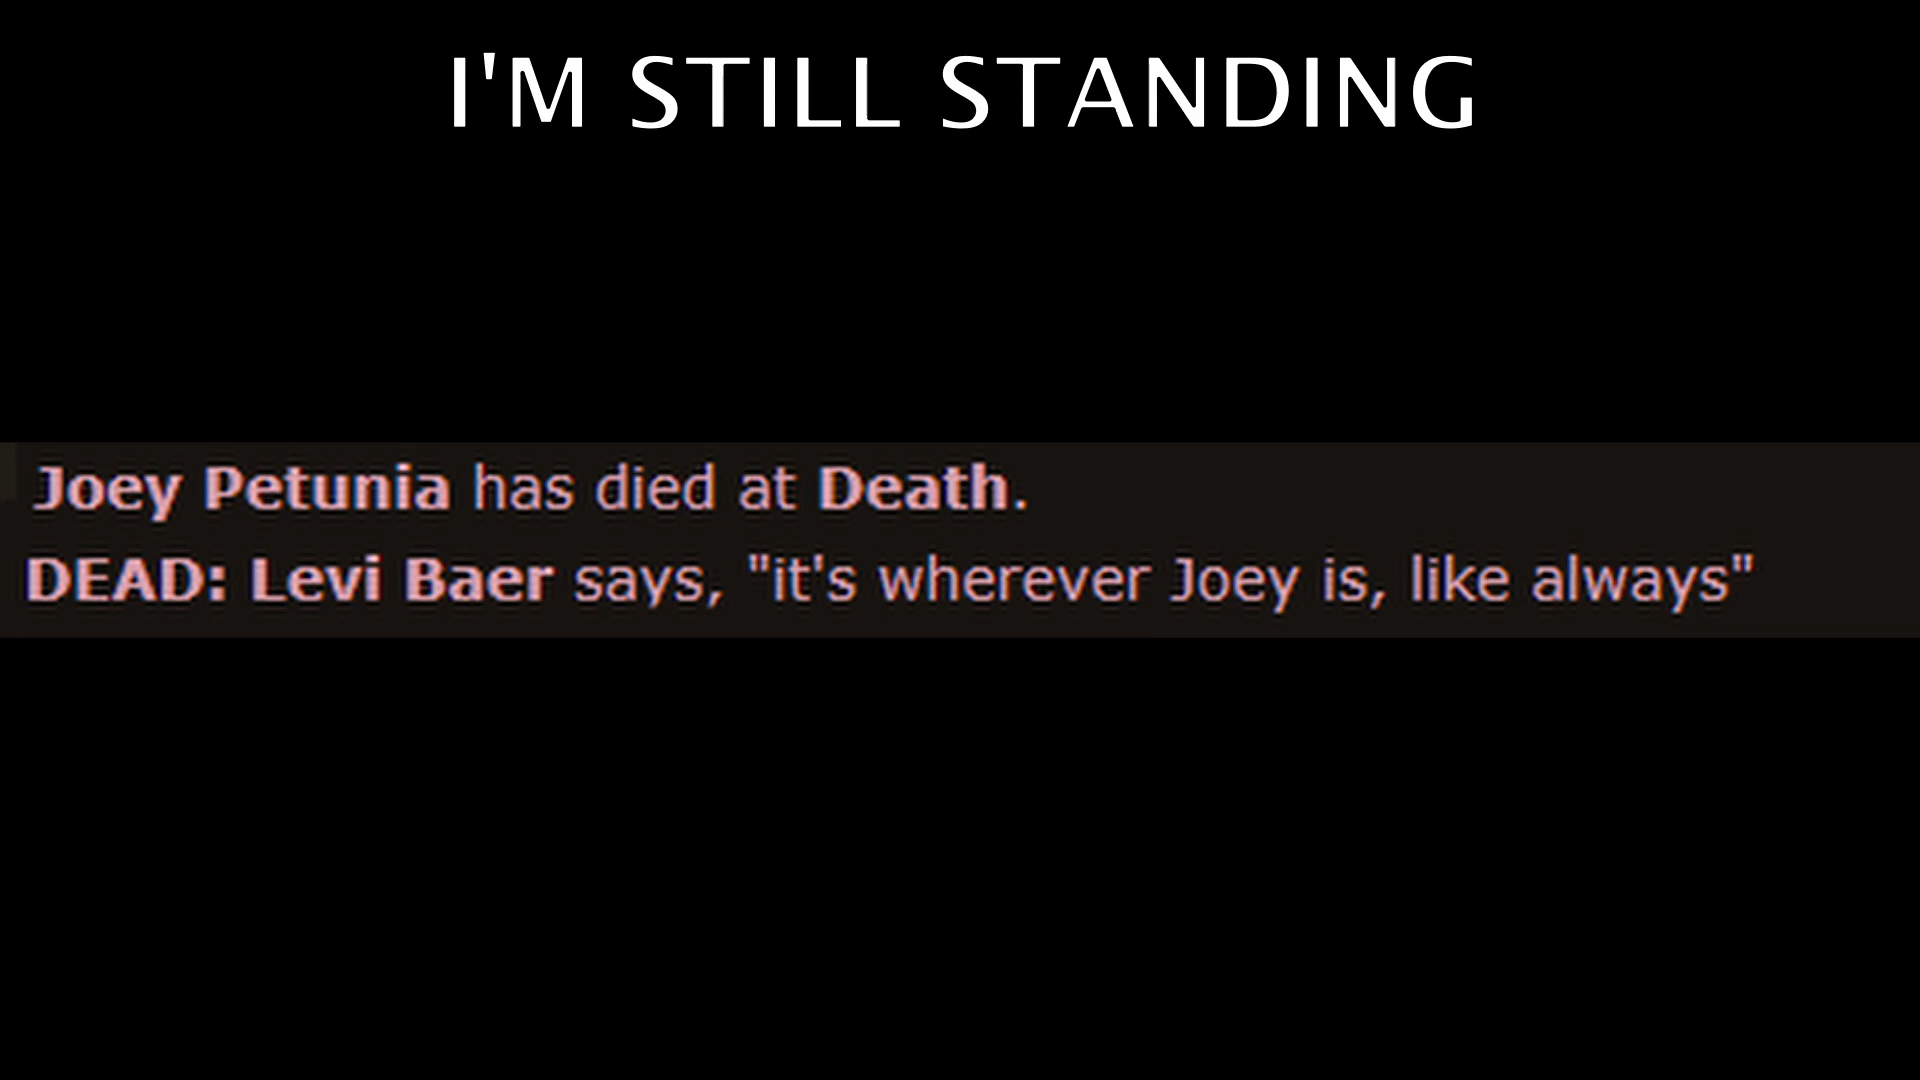 I'M STILL STANDING
Joey Petunia has died at Death.
DEAD: Levi Baer says, "it's wherever Joey is, like always"